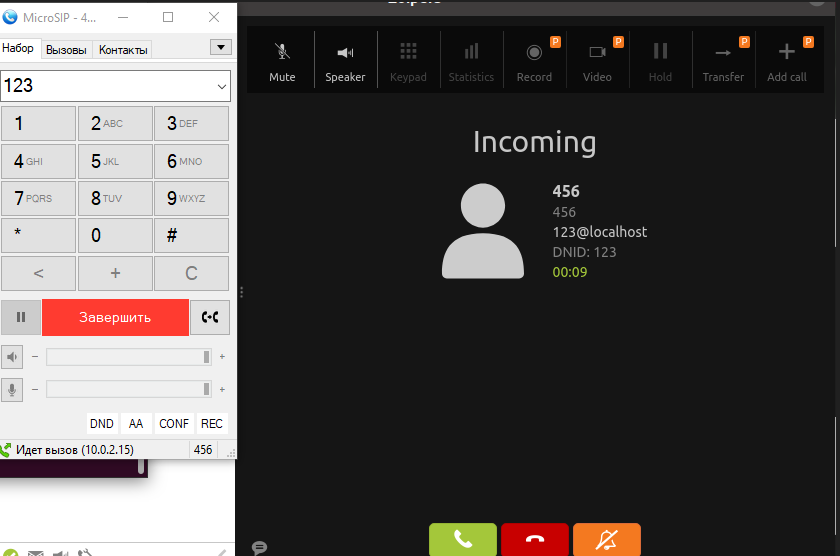 MicroSIP - 4...
Набор Вызовы Контакты
123
1
2 ABC
3 DEF
4 GHI
5 JKL
6 MNO
7 PQRS
8 TUV
9 WXYZ
*
0
#
<
+
C
Завершить
− +
− +
DND AA CONF REC
Идет вызов (10.0.2.15) 456
Mute
Speaker
Keypad
Statistics
P
Record
P
Video
Hold
P
Transfer
P
Add call
Incoming
456
456
123@localhost
DNID: 123
00:09